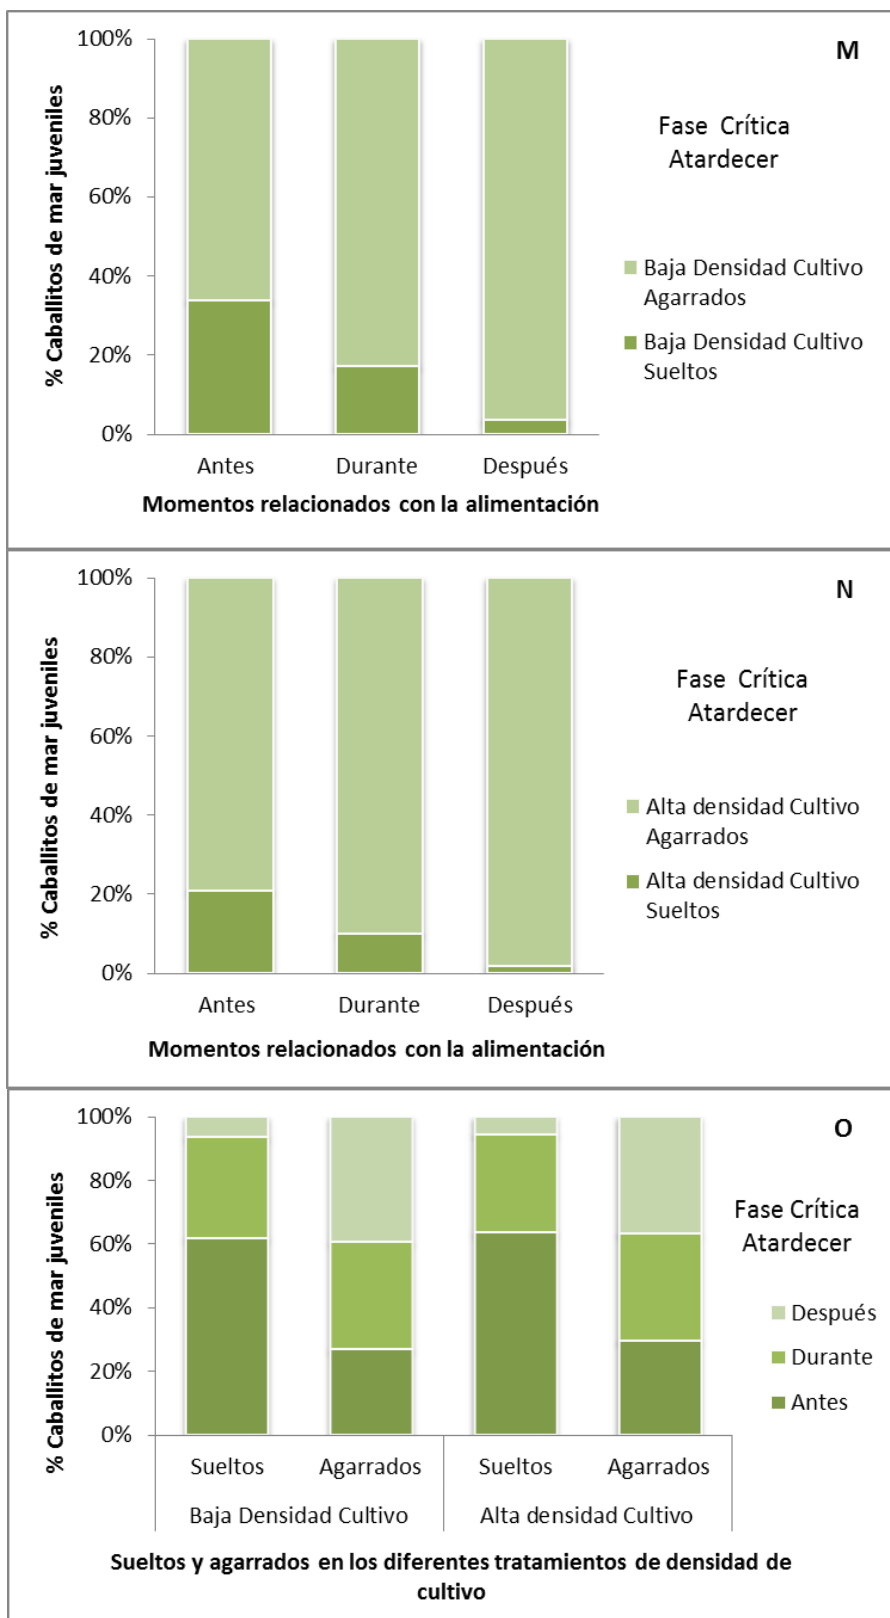 M
% Caballitos de mar juveniles
100%
80%
60%
40%
20%
0%
Antes Durante Después
Momentos relacionados con la alimentación
Fase Crítica
Atardecer
Baja Densidad Cultivo
Agarrados
Baja Densidad Cultivo
Sueltos
N
% Caballitos de mar juveniles
100%
80%
60%
40%
20%
0%
Antes Durante Después
Momentos relacionados con la alimentación
Fase Crítica
Atardecer
Alta densidad Cultivo
Agarrados
Alta densidad Cultivo
Sueltos
O
% Caballitos de mar juveniles
100%
80%
60%
40%
20%
0%
Sueltos Agarrados Sueltos Agarrados
Baja Densidad Cultivo Alta densidad Cultivo
Sueltos y agarrados en los diferentes tratamientos de densidad de
cultivo
Fase Crítica
Atardecer
Después
Durante
Antes